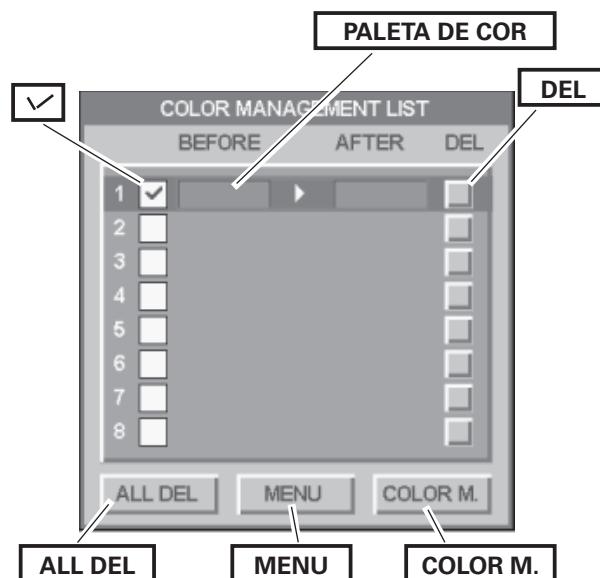 PALETA DE COR
✓ DEL
COLOR MANAGEMENT LIST
BEFORE AFTER DEL
1
2
3
4
5
6
7
8
ALL DEL MENU COLOR M.
ALL DEL MENU COLOR M.